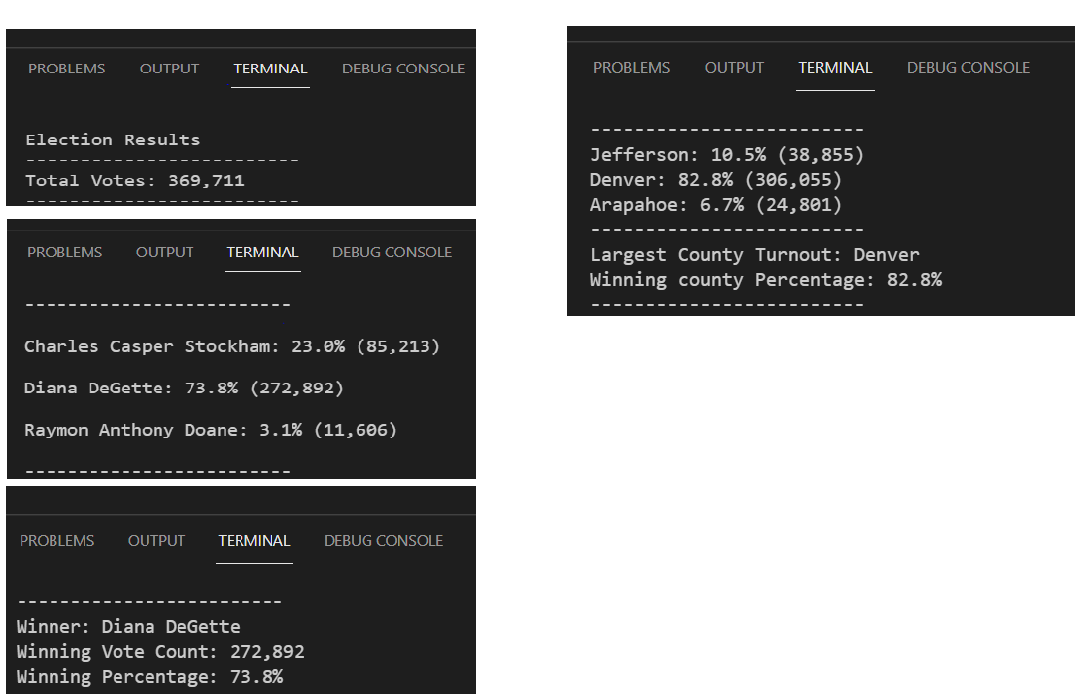 PROBLEMS OUTPUT TERMINAL DEBUG CONSOLE
Election Results
-------------------------
Total Votes: 369,711
-------------------------
PROBLEMS OUTPUT TERMINAL DEBUG CONSOLE
-------------------------
Charles Casper Stockham: 23.0% (85,213)
Diana DeGette: 73.8% (272,892)
Raymon Anthony Doane: 3.1% (11,606)
-------------------------
PROBLEMS OUTPUT TERMINAL DEBUG CONSOLE
-------------------------
Winner: Diana DeGette
Winning Vote Count: 272,892
Winning Percentage: 73.8%
PROBLEMS OUTPUT TERMINAL DEBUG CONSOLE
-------------------------
Jefferson: 10.5% (38,855)
Denver: 82.8% (306,055)
Arapahoe: 6.7% (24,801)
-------------------------
Largest County Turnout: Denver
Winning county Percentage: 82.8%
-------------------------